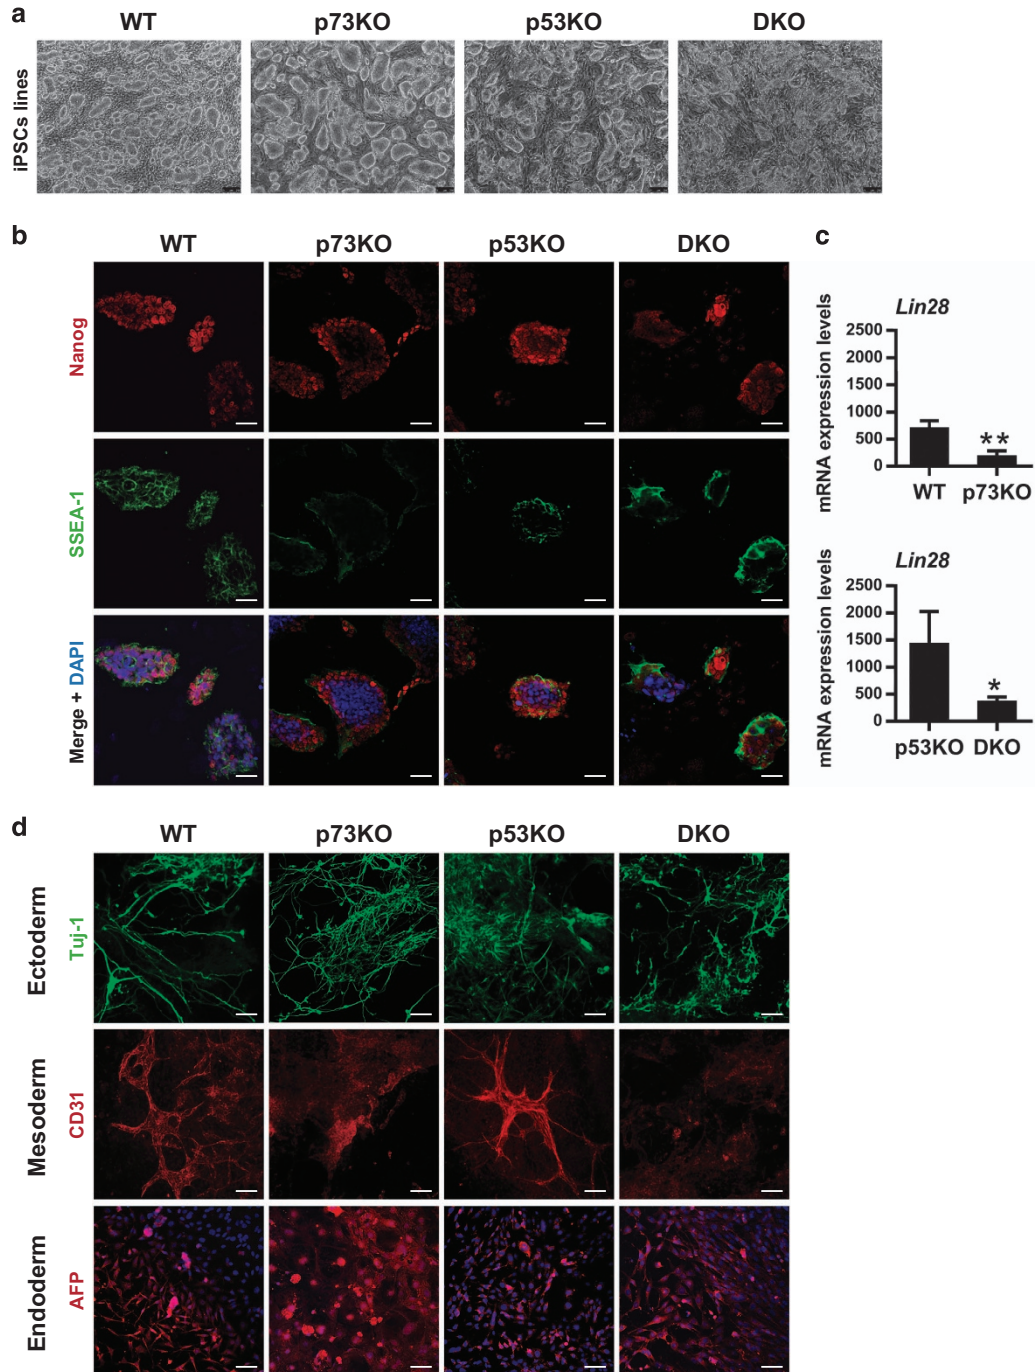 a
WT p73KO p53KO DKO
iPSCs lines
b
WT p73KO p53KO DKO
Nanog
SSEA-1
Merge + DAPI
c
Lin28
mRNA expression levels
2500
2000
1500
1000
500
0
**
WT p73KO
Lin28
mRNA expression levels
2500
2000
1500
1000
500
0
*
p53KO DKO
d
WT p73KO p53KO DKO
Ectoderm
Tuj-1
Mesoderm
CD31
Endoderm
AFP